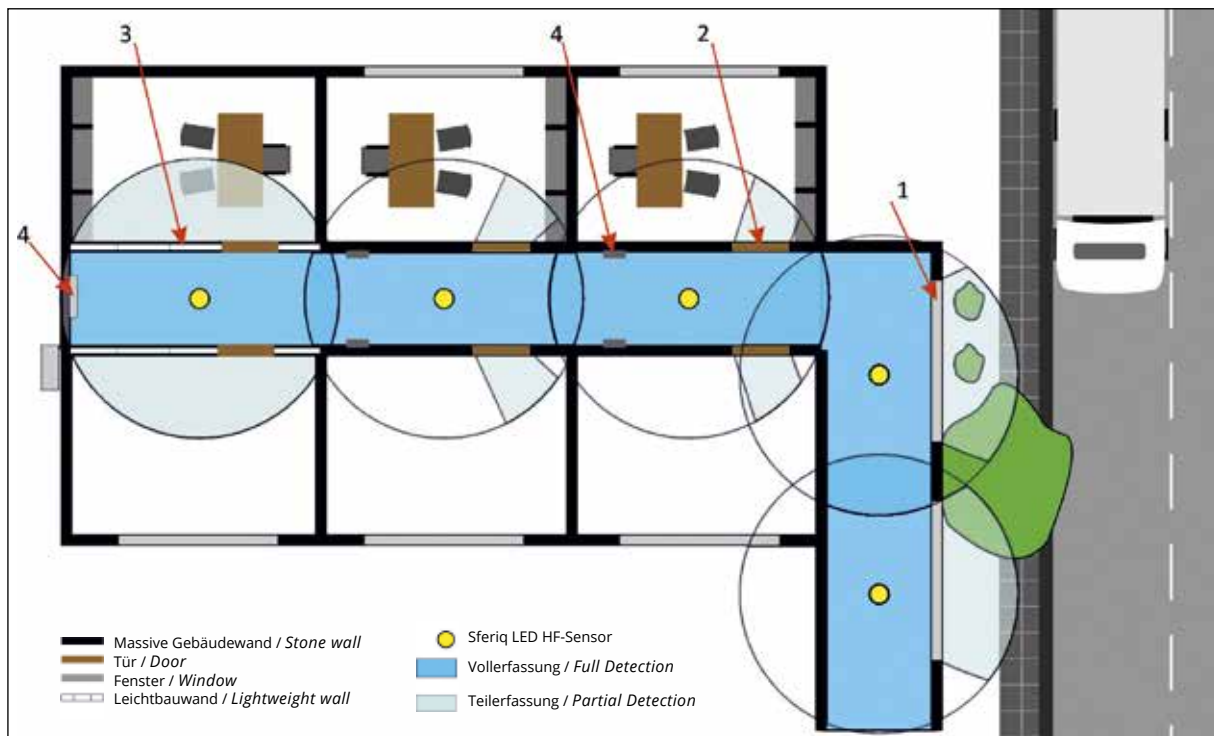 3
4
2
1
4
Massive Gebäudewand / Stone wall
Tür / Door
Fenster / Window
Leichtbauwand / Lightweight wall
Sferiq LED HF-Sensor
Vollerfassung / Full Detection
Teilerfassung / Partial Detection